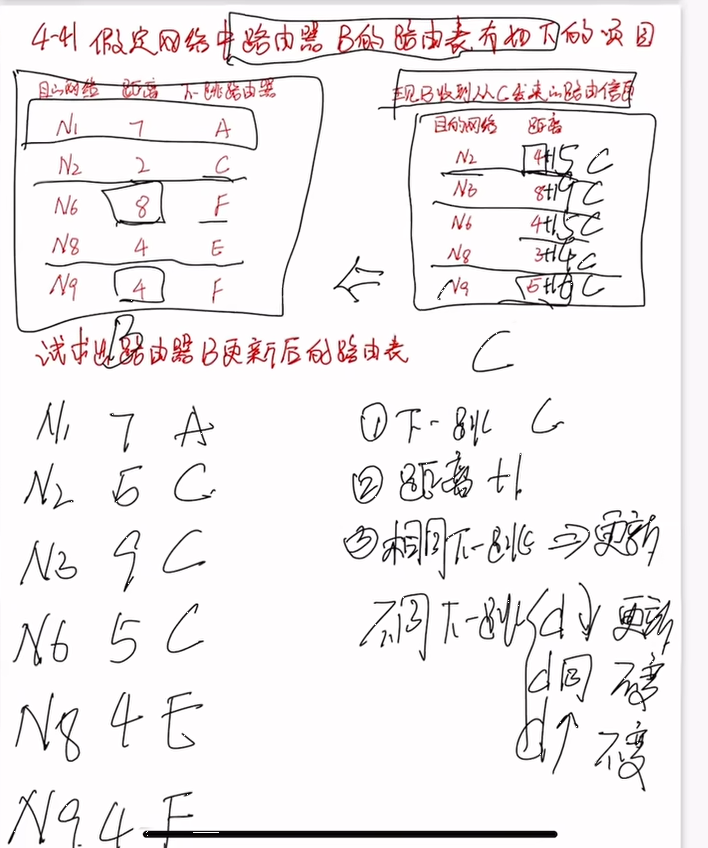 4-41 假定网络中路由器B的路由表有如下的项目
目的网络 距离 下一跳路由器
N1 7 A
N2 2 C
N6 8 F
N8 4 E
N9 4 F
B
现B收到从C发来的路由信息
目的网络 距离
N2 4+1 5 C
N3 8+1 9 C
N6 4+1 5 C
N8 3+1 4 C
N9 5+1 6 C
C
试求出路由器B更新后的路由表
N1 7 A
N2 5 C
N3 9 C
N6 5 C
N8 4 E
N9 4 F
①下一跳 C
②距离+1
③相同下一跳⇒更新
不同下一跳{d↓更新
d同 不变
d↑ 不变